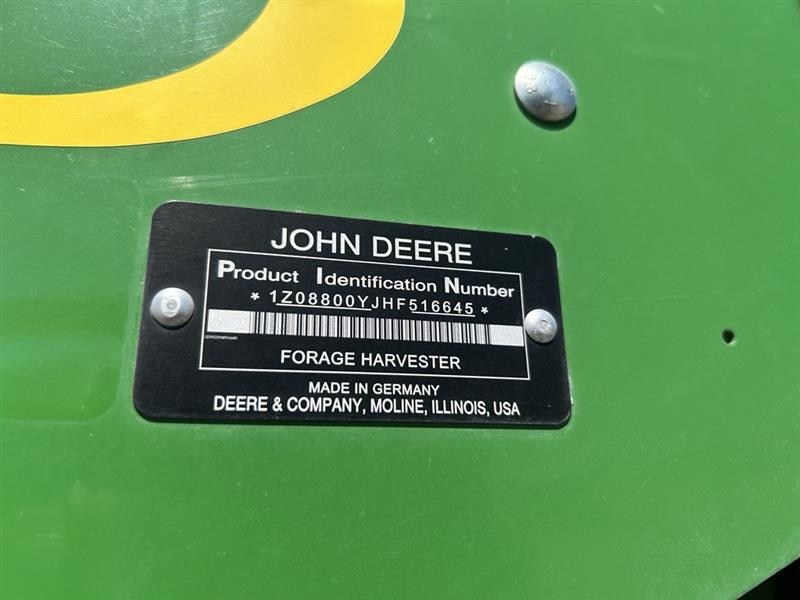 JOHN DEERE
Product Identification Number
* 1Z08800YJHF516645 *
FORAGE HARVESTER
MADE IN GERMANY
DEERE & COMPANY, MOLINE, ILLINOIS, USA